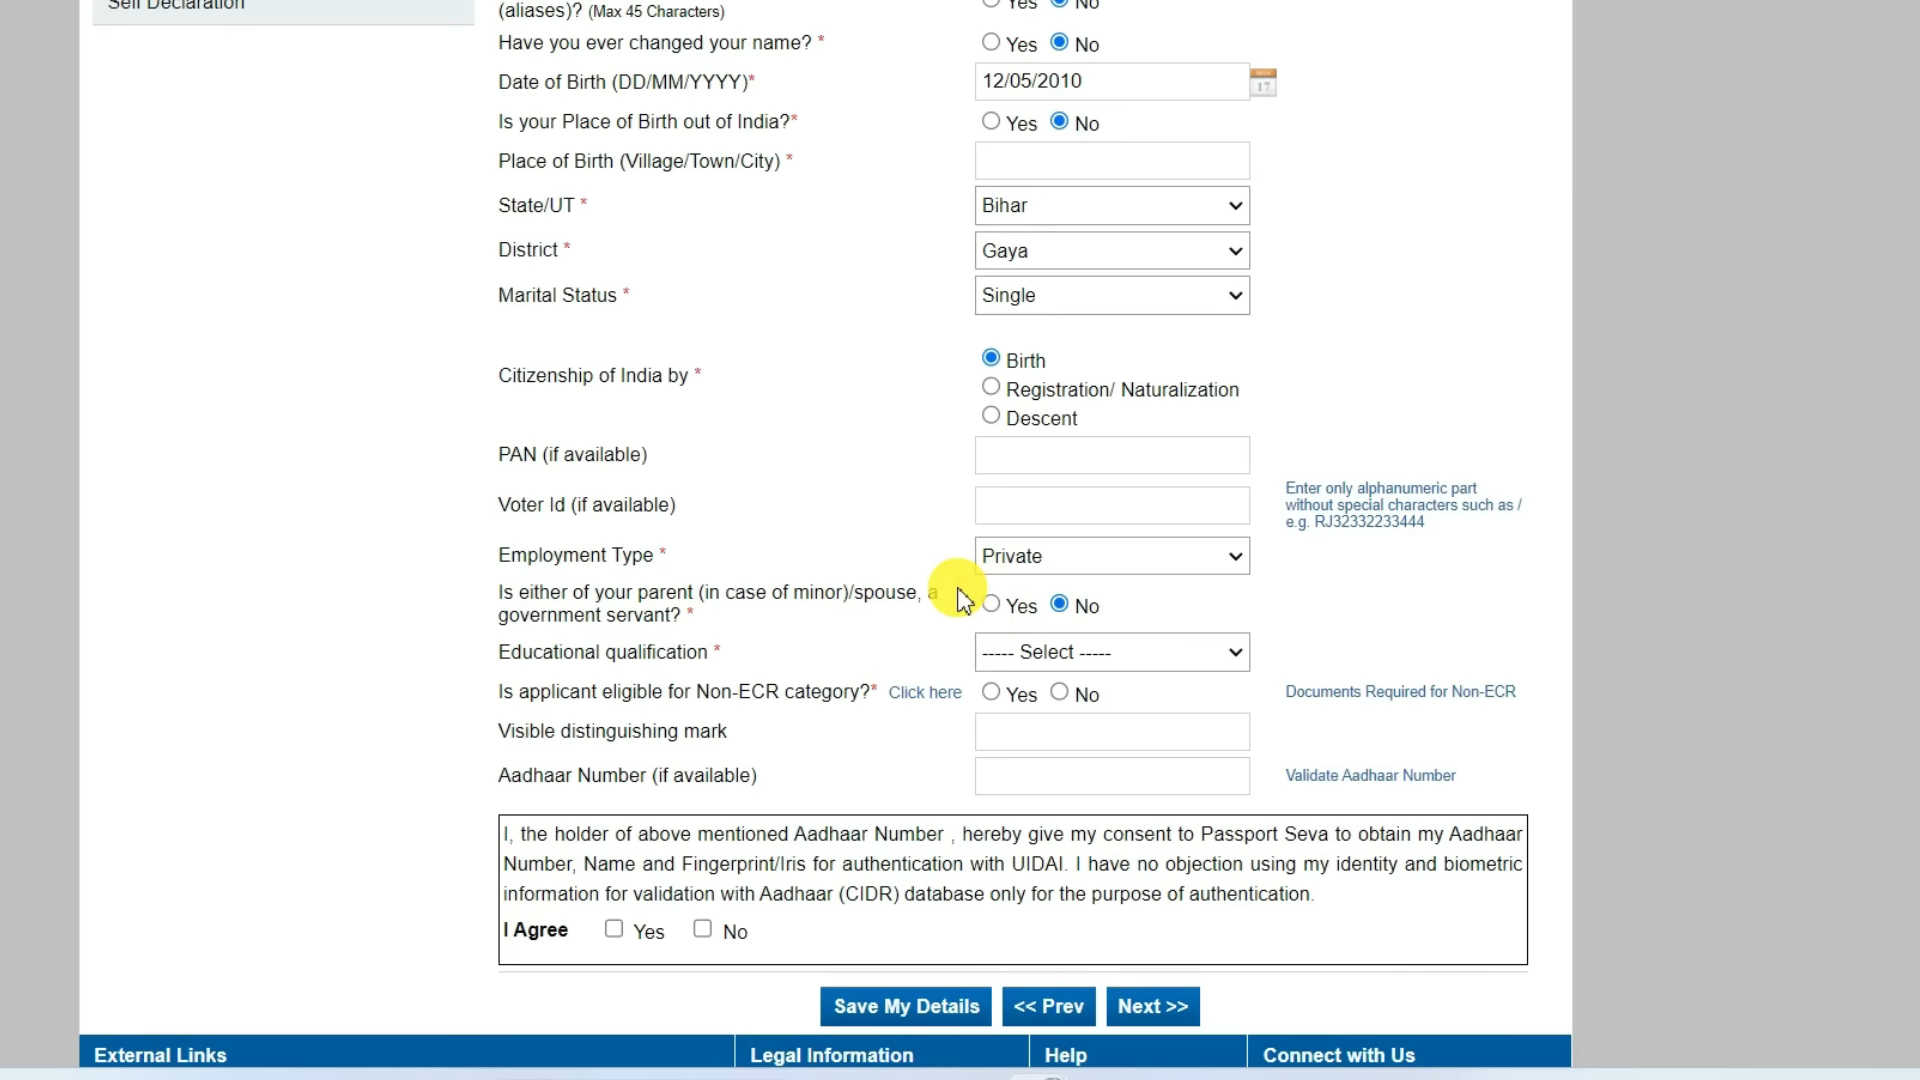 Self Declaration
(aliases)? (Max 45 Characters) Yes No
Have you ever changed your name? * Yes No
Date of Birth (DD/MM/YYYY)* 12/05/2010
17
Is your Place of Birth out of India?* Yes No
Place of Birth (Village/Town/City) *
State/UT * Bihar
District * Gaya
Marital Status * Single
Birth
Citizenship of India by *
Registration/ Naturalization
Descent
PAN (if available)
Enter only alphanumeric part
Voter Id (if available) without special characters such as /
e.g. RJ32332233444
Employment Type * Private
Is either of your parent (in case of minor)/spouse, a
government servant? * Yes No
Educational qualification * ----- Select -----
Is applicant eligible for Non-ECR category?* Click here Yes No Documents Required for Non-ECR
Visible distinguishing mark
Aadhaar Number (if available) Validate Aadhaar Number
I, the holder of above mentioned Aadhaar Number , hereby give my consent to Passport Seva to obtain my Aadhaar
Number, Name and Fingerprint/Iris for authentication with UIDAI. I have no objection using my identity and biometric
information for validation with Aadhaar (CIDR) database only for the purpose of authentication.
I Agree Yes No
Save My Details << Prev Next >>
External Links Legal Information Help Connect with Us